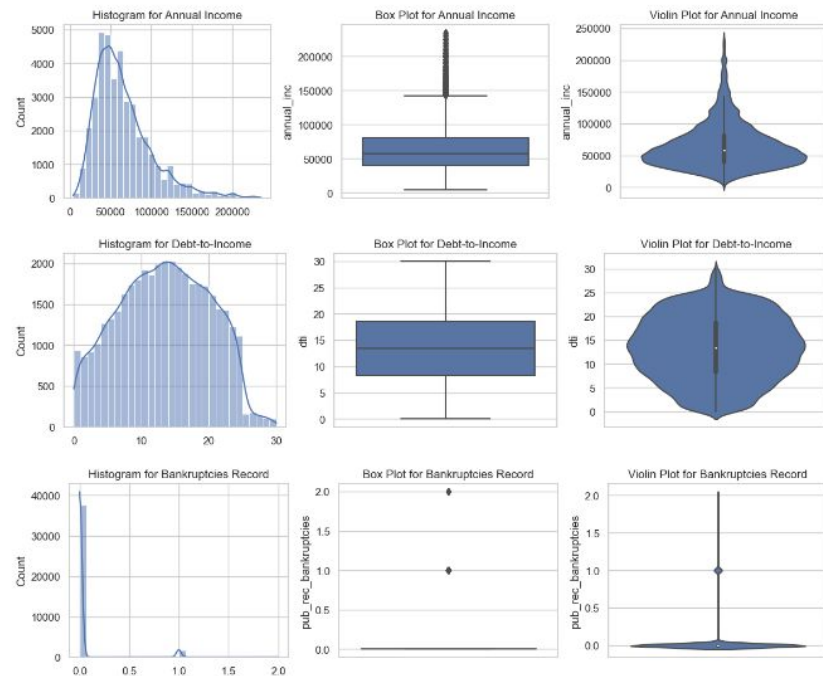 Histogram for Annual Income
Count
5000
4000
3000
2000
1000
0
0 50000 100000 150000 200000
Box Plot for Annual Income
annual_inc
200000
150000
100000
50000
0
Violin Plot for Annual Income
annual_inc
250000
200000
150000
100000
50000
0
Histogram for Debt-to-Income
Count
2000
1500
1000
500
0
0 10 20 30
Box Plot for Debt-to-Income
dti
30
25
20
15
10
5
0
Violin Plot for Debt-to-Income
dti
30
25
20
15
10
5
0
Histogram for Bankruptcies Record
Count
40000
30000
20000
10000
0
0.0 0.5 1.0 1.5 2.0
Box Plot for Bankruptcies Record
pub_rec_bankruptcies
2.0
1.5
1.0
0.5
0.0
Violin Plot for Bankruptcies Record
pub_rec_bankruptcies
2.0
1.5
1.0
0.5
0.0